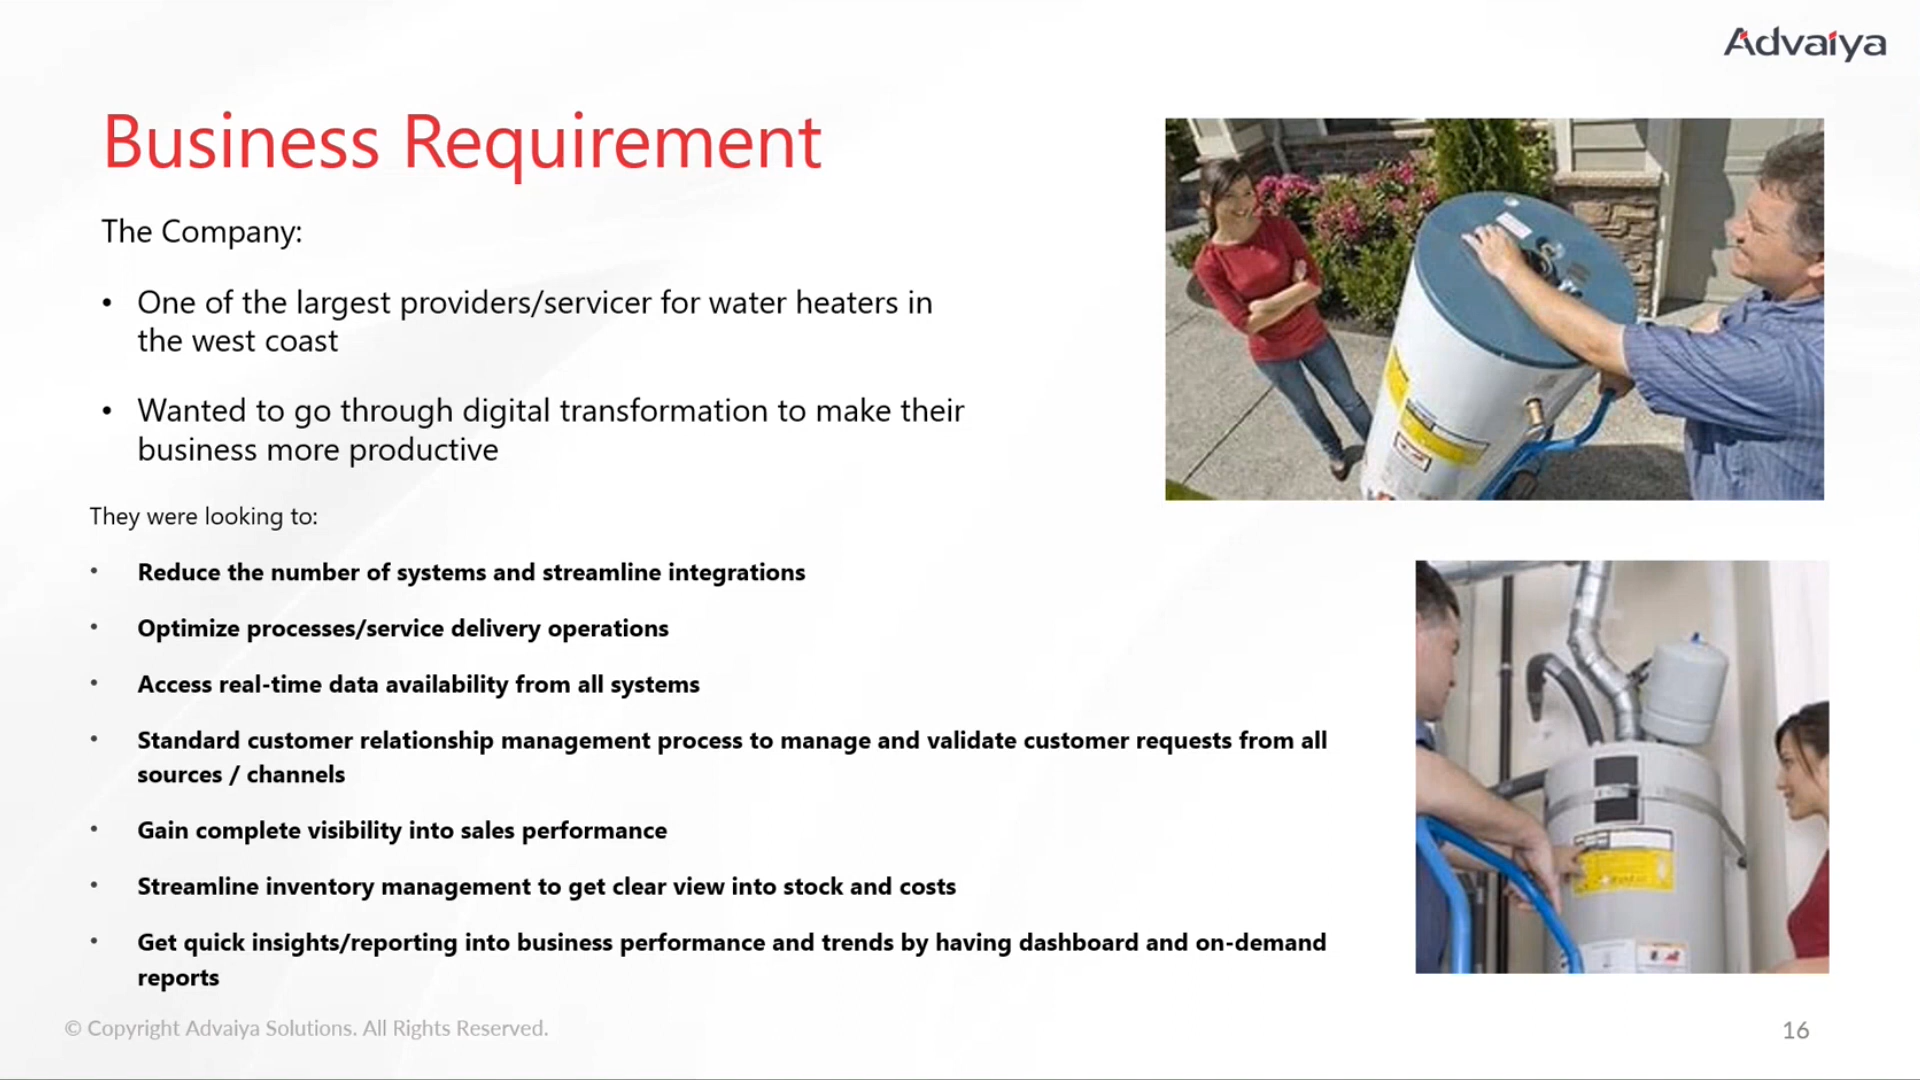 Advaiya
Business Requirement
The Company:
• One of the largest providers/servicer for water heaters in
the west coast
• Wanted to go through digital transformation to make their
business more productive
They were looking to:
• Reduce the number of systems and streamline integrations
• Optimize processes/service delivery operations
• Access real-time data availability from all systems
• Standard customer relationship management process to manage and validate customer requests from all
sources / channels
• Gain complete visibility into sales performance
• Streamline inventory management to get clear view into stock and costs
• Get quick insights/reporting into business performance and trends by having dashboard and on-demand
reports
© Copyright Advaiya Solutions. All Rights Reserved.
16